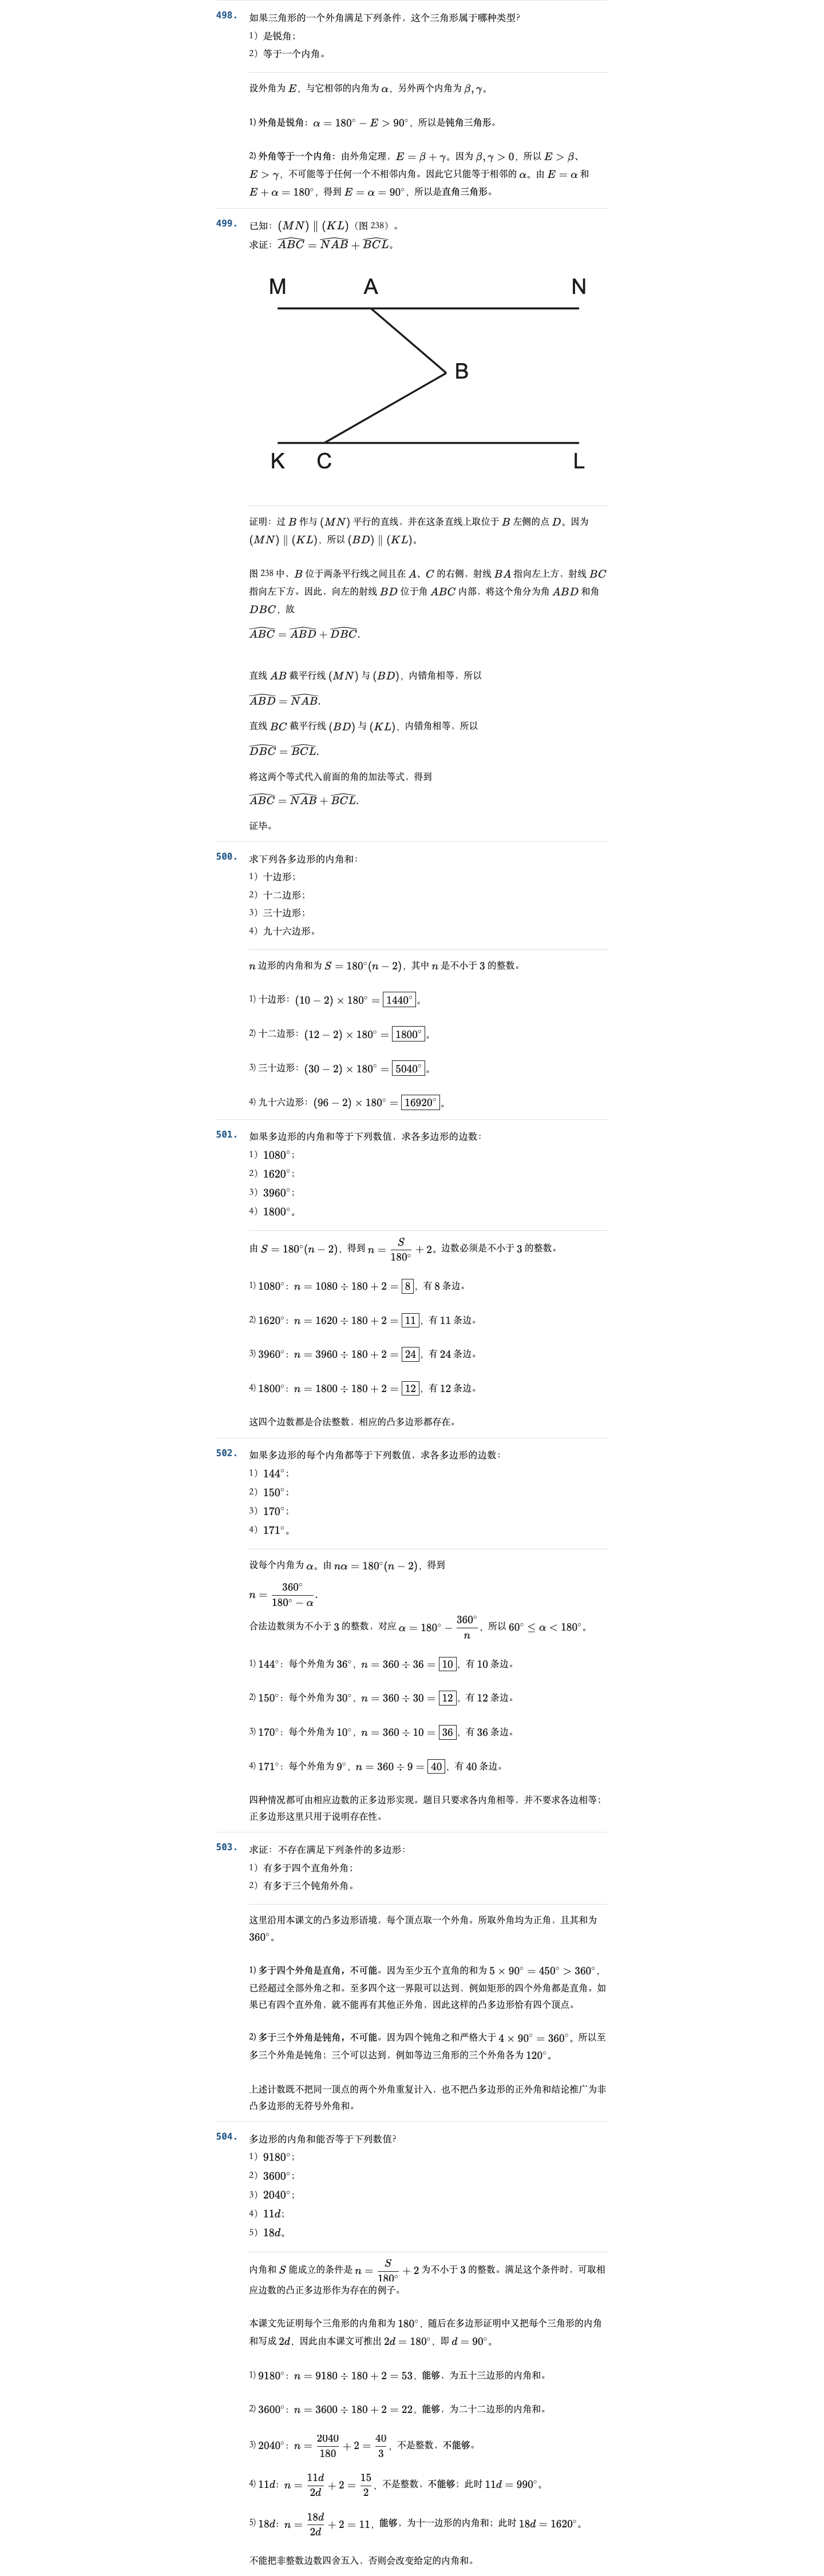 498. 如果三角形的一个外角满足下列条件，这个三角形属于哪种类型?
1）是锐角;
2）等于一个内角。
设外角为 E，与它相邻的内角为 α，另外两个内角为 β, γ。
1) 外角是锐角：α = 180° − E > 90°，所以是钝角三角形。
2) 外角等于一个内角：由外角定理，E = β + γ。因为 β, γ > 0，所以 E > β、
E > γ，不可能等于任何一个不相邻内角。因此它只能等于相邻的 α。由 E = α 和
E + α = 180°，得到 E = α = 90°，所以是直角三角形。
499. 已知：(MN) ∥ (KL)（图 238）。
求证：\widehat{ABC} = \widehat{NAB} + \widehat{BCL}。
M A N
B
K C L
证明：过 B 作与 (MN) 平行的直线，并在这条直线上取位于 B 左侧的点 D。因为
(MN) ∥ (KL)，所以 (BD) ∥ (KL)。
图 238 中，B 位于两条平行线之间且在 A、C 的右侧，射线 BA 指向左上方，射线 BC
指向左下方。因此，向左的射线 BD 位于角 ABC 内部，将这个角分为角 ABD 和角
DBC，故
\widehat{ABC} = \widehat{ABD} + \widehat{DBC}.
直线 AB 截平行线 (MN) 与 (BD)，内错角相等，所以
\widehat{ABD} = \widehat{NAB}.
直线 BC 截平行线 (BD) 与 (KL)，内错角相等，所以
\widehat{DBC} = \widehat{BCL}.
将这两个等式代入前面的角的加法等式，得到
\widehat{ABC} = \widehat{NAB} + \widehat{BCL}.
证毕。
500. 求下列各多边形的内角和：
1）十边形;
2）十二边形;
3）三十边形;
4）九十六边形。
n 边形的内角和为 S = 180°(n − 2)，其中 n 是不小于 3 的整数。
1) 十边形：(10 − 2) × 180° = 1440°。
2) 十二边形：(12 − 2) × 180° = 1800°。
3) 三十边形：(30 − 2) × 180° = 5040°。
4) 九十六边形：(96 − 2) × 180° = 16920°。
501. 如果多边形的内角和等于下列数值，求各多边形的边数：
1）1080°;
2）1620°;
3）3960°;
4）1800°。
由 S = 180°(n − 2)，得到 n = S/180° + 2。边数必须是不小于 3 的整数。
1) 1080°：n = 1080 ÷ 180 + 2 = 8，有 8 条边。
2) 1620°：n = 1620 ÷ 180 + 2 = 11，有 11 条边。
3) 3960°：n = 3960 ÷ 180 + 2 = 24，有 24 条边。
4) 1800°：n = 1800 ÷ 180 + 2 = 12，有 12 条边。
这四个边数都是合法整数，相应的凸多边形都存在。
502. 如果多边形的每个内角都等于下列数值，求各多边形的边数：
1）144°;
2）150°;
3）170°;
4）171°。
设每个内角为 α。由 nα = 180°(n − 2)，得到
n = 360°/(180° − α).
合法边数须为不小于 3 的整数，对应 α = 180° − 360°/n，所以 60° ≤ α < 180°。
1) 144°：每个外角为 36°，n = 360 ÷ 36 = 10，有 10 条边。
2) 150°：每个外角为 30°，n = 360 ÷ 30 = 12，有 12 条边。
3) 170°：每个外角为 10°，n = 360 ÷ 10 = 36，有 36 条边。
4) 171°：每个外角为 9°，n = 360 ÷ 9 = 40，有 40 条边。
四种情况都可由相应边数的正多边形实现。题目只要求各内角相等，并不要求各边相等;
正多边形这里只用于说明存在性。
503. 求证：不存在满足下列条件的多边形：
1）有多于四个直角外角;
2）有多于三个钝角外角。
这里沿用本课文的凸多边形语境，每个顶点取一个外角。所取外角均为正角，且其和为
360°。
1) 多于四个外角是直角，不可能。因为至少五个直角的和为 5 × 90° = 450° > 360°，
已经超过全部外角之和。至多四个这一界限可以达到，例如矩形的四个外角都是直角。如
果已有四个直外角，就不能再有其他正外角，因此这样的凸多边形恰有四个顶点。
2) 多于三个外角是钝角，不可能。因为四个钝角之和严格大于 4 × 90° = 360°。所以至
多三个外角是钝角；三个可以达到，例如等边三角形的三个外角各为 120°。
上述计数既不把同一顶点的两个外角重复计入，也不把凸多边形的正外角和结论推广为非
凸多边形的无符号外角和。
504. 多边形的内角和能否等于下列数值?
1）9180°;
2）3600°;
3）2040°;
4）11d;
5）18d。
内角和 S 能成立的条件是 n = S/180° + 2 为不小于 3 的整数。满足这个条件时，可取相
应边数的凸正多边形作为存在的例子。
本课文先证明每个三角形的内角和为 180°，随后在多边形证明中又把每个三角形的内角
和写成 2d，因此由本课文可推出 2d = 180°，即 d = 90°。
1) 9180°：n = 9180 ÷ 180 + 2 = 53，能够，为五十三边形的内角和。
2) 3600°：n = 3600 ÷ 180 + 2 = 22，能够，为二十二边形的内角和。
3) 2040°：n = 2040/180 + 2 = 40/3，不是整数，不能够。
4) 11d：n = 11d/2d + 2 = 15/2，不是整数，不能够；此时 11d = 990°。
5) 18d：n = 18d/2d + 2 = 11，能够，为十一边形的内角和；此时 18d = 1620°。
不能把非整数边数四舍五入，否则会改变给定的内角和。